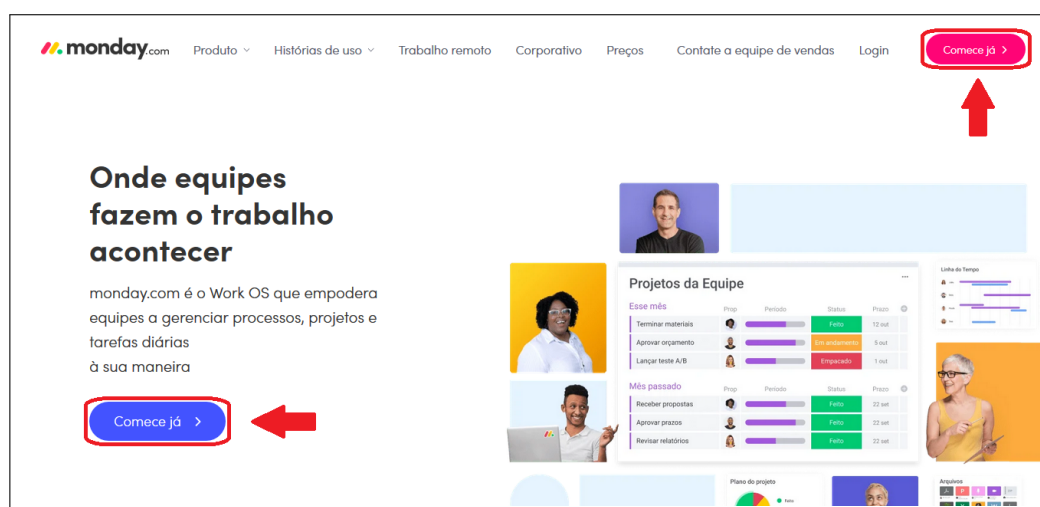 monday.com
Produto
Histórias de uso
Trabalho remoto
Corporativo
Preços
Contate a equipe de vendas
Login
Comece já >
Onde equipes
fazem o trabalho
acontecer
monday.com é o Work OS que empodera
equipes a gerenciar processos, projetos e
tarefas diárias
à sua maneira
Comece já >
Projetos da Equipe
Esse mês Prop Período Status Prazo
Terminar materiais Feito 12 out
Aprovar orçamento Em andamento 5 out
Lançar teste A/B Empacado 1 out
Mês passado Prop Período Status Prazo
Receber propostas Feito 22 set
Aprovar prazos Feito 22 set
Revisar relatórios Feito 22 set
Linha do Tempo
Plano do projeto
Feito
Arquivos